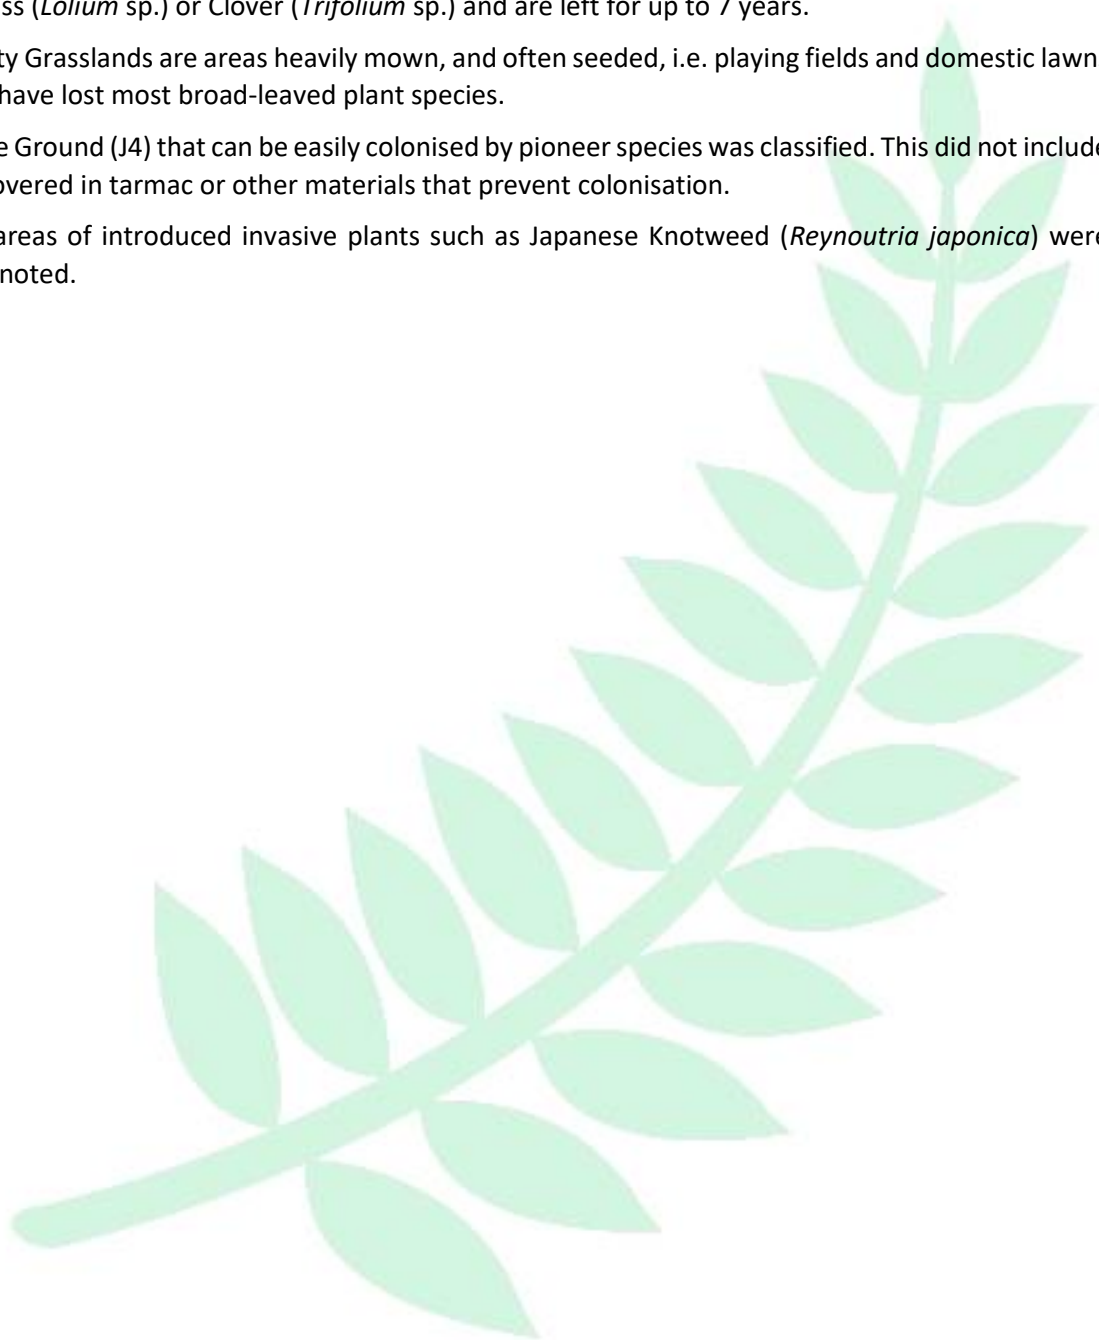 ss (Lolium sp.) or Clover (Trifolium sp.) and are left for up to 7 years.
ty Grasslands are areas heavily mown, and often seeded, i.e. playing fields and domestic lawn
have lost most broad-leaved plant species.
e Ground (J4) that can be easily colonised by pioneer species was classified. This did not include
overed in tarmac or other materials that prevent colonisation.
areas of introduced invasive plants such as Japanese Knotweed (Reynoutria japonica) were
noted.